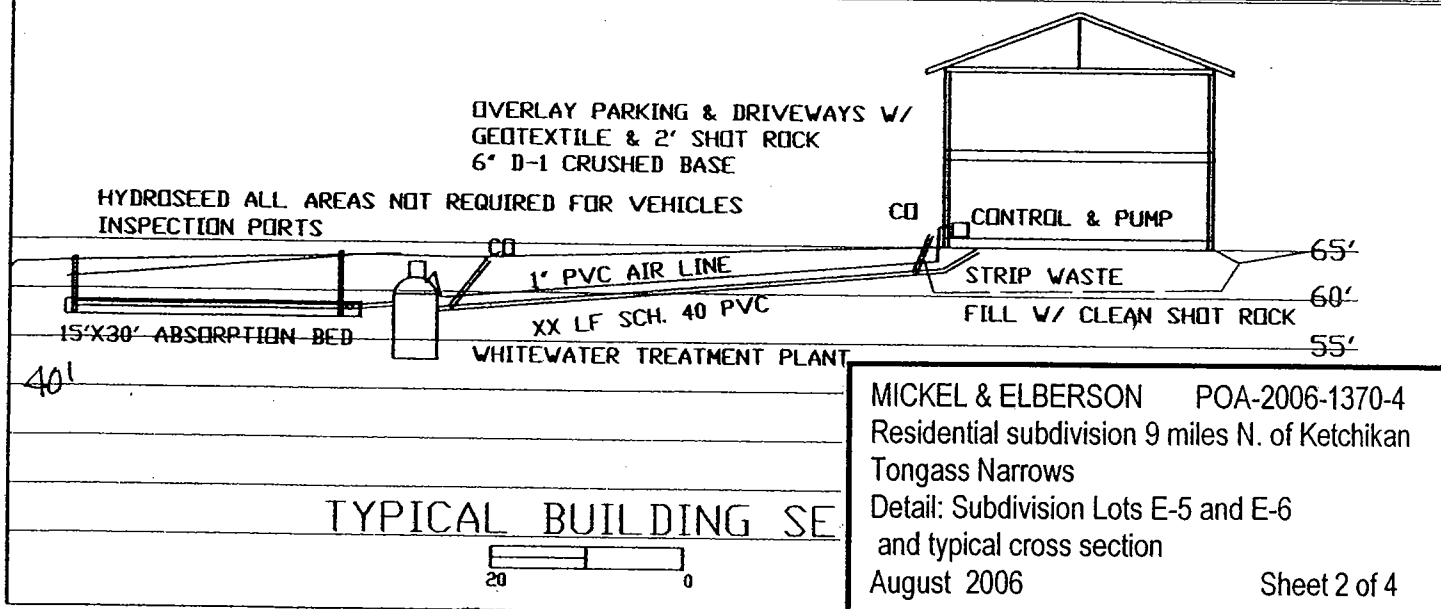 OVERLAY PARKING & DRIVEWAYS W/
GEOTEXTILE & 2' SHOT ROCK
6" D-1 CRUSHED BASE
HYDROSEED ALL AREAS NOT REQUIRED FOR VEHICLES
INSPECTION PORTS
CO
CO
CONTROL & PUMP
1" PVC AIR LINE
65'
STRIP WASTE
60'
XX LF SCH. 40 PVC
FILL W/ CLEAN SHOT ROCK
15'X30' ABSORPTION BED
55'
WHITEWATER TREATMENT PLANT
40'
TYPICAL BUILDING SE
20
0
MICKEL & ELBERSON POA-2006-1370-4
Residential subdivision 9 miles N. of Ketchikan
Tongass Narrows
Detail: Subdivision Lots E-5 and E-6
and typical cross section
August 2006 Sheet 2 of 4